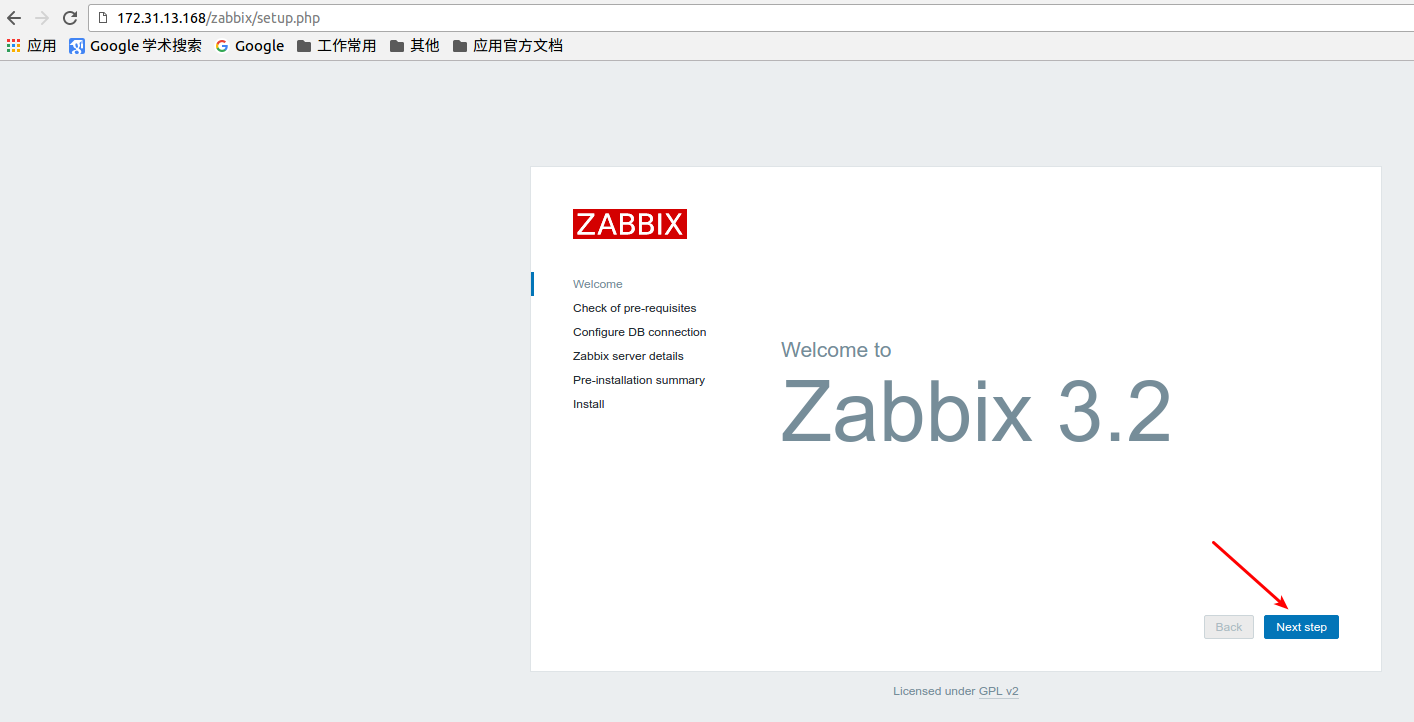 172.31.13.168/zabbix/setup.php
应用 Google 学术搜索 Google 工作常用 其他 应用官方文档
ZABBIX
Welcome
Check of pre-requisites
Configure DB connection
Zabbix server details
Pre-installation summary
Install
Welcome to
Zabbix 3.2
Back Next step
Licensed under GPL v2